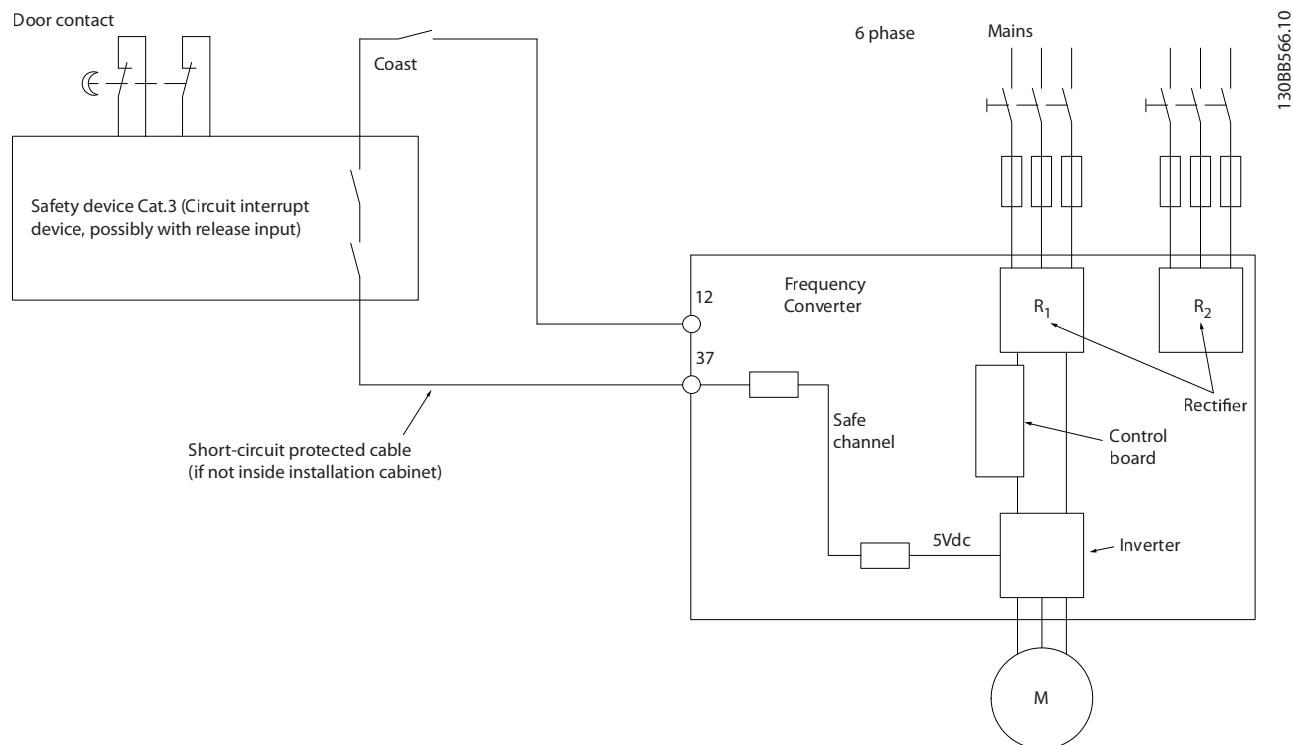 Door contact
Coast
6 phase
Mains
130BB566.10
Safety device Cat.3 (Circuit interrupt
device, possibly with release input)
12
Frequency
Converter
R1
R2
37
Rectifier
Safe
channel
Control
board
Short-circuit protected cable
(if not inside installation cabinet)
5Vdc
Inverter
M